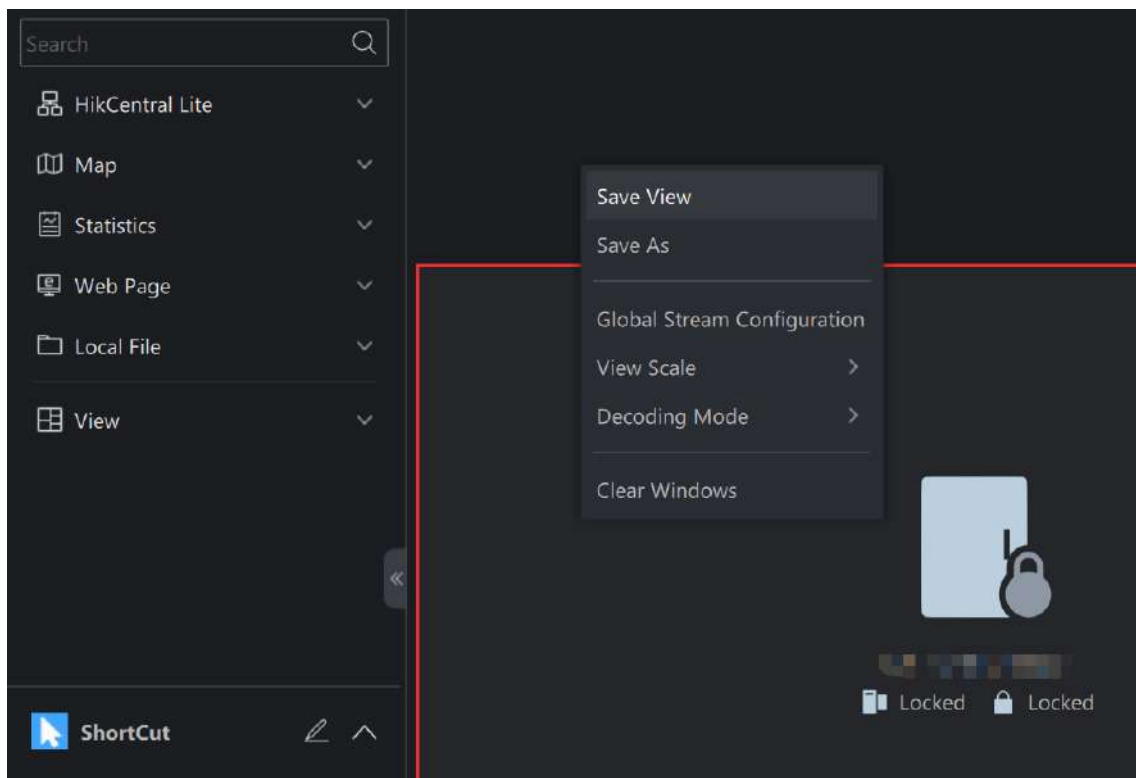 Search
HikCentral Lite
Map
Statistics
Web Page
Local File
View
ShortCut
Save View
Save As
Global Stream Configuration
View Scale
Decoding Mode
Clear Windows
Locked
Locked